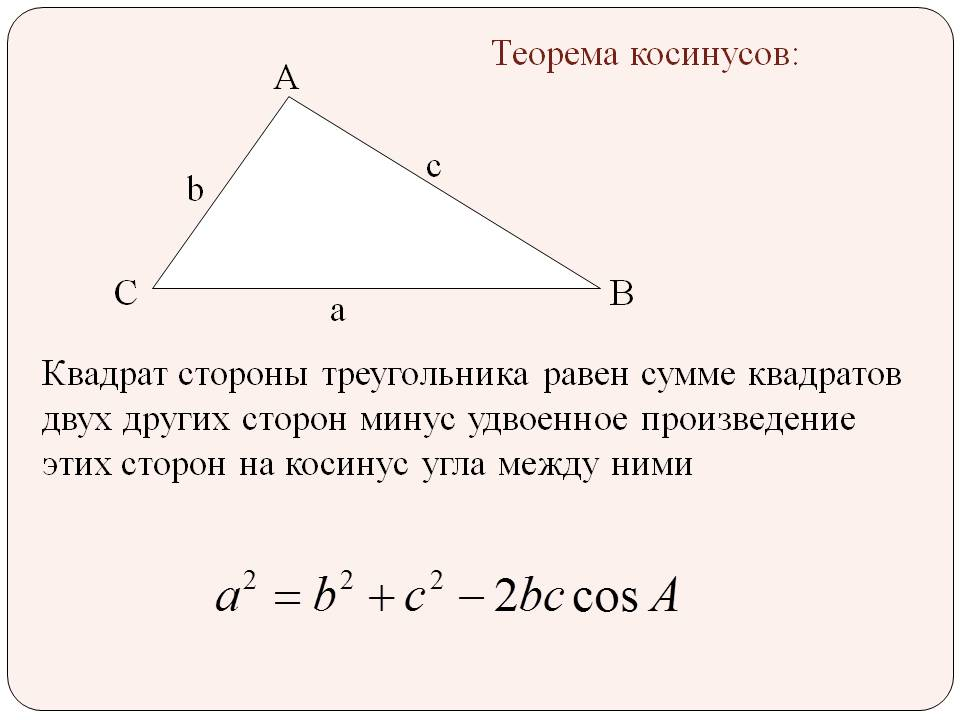 Теорема косинусов:
A
c
b
C
B
a
Квадрат стороны треугольника равен сумме квадратов
двух других сторон минус удвоенное произведение
этих сторон на косинус угла между ними
a² = b² + c² − 2bc cos A